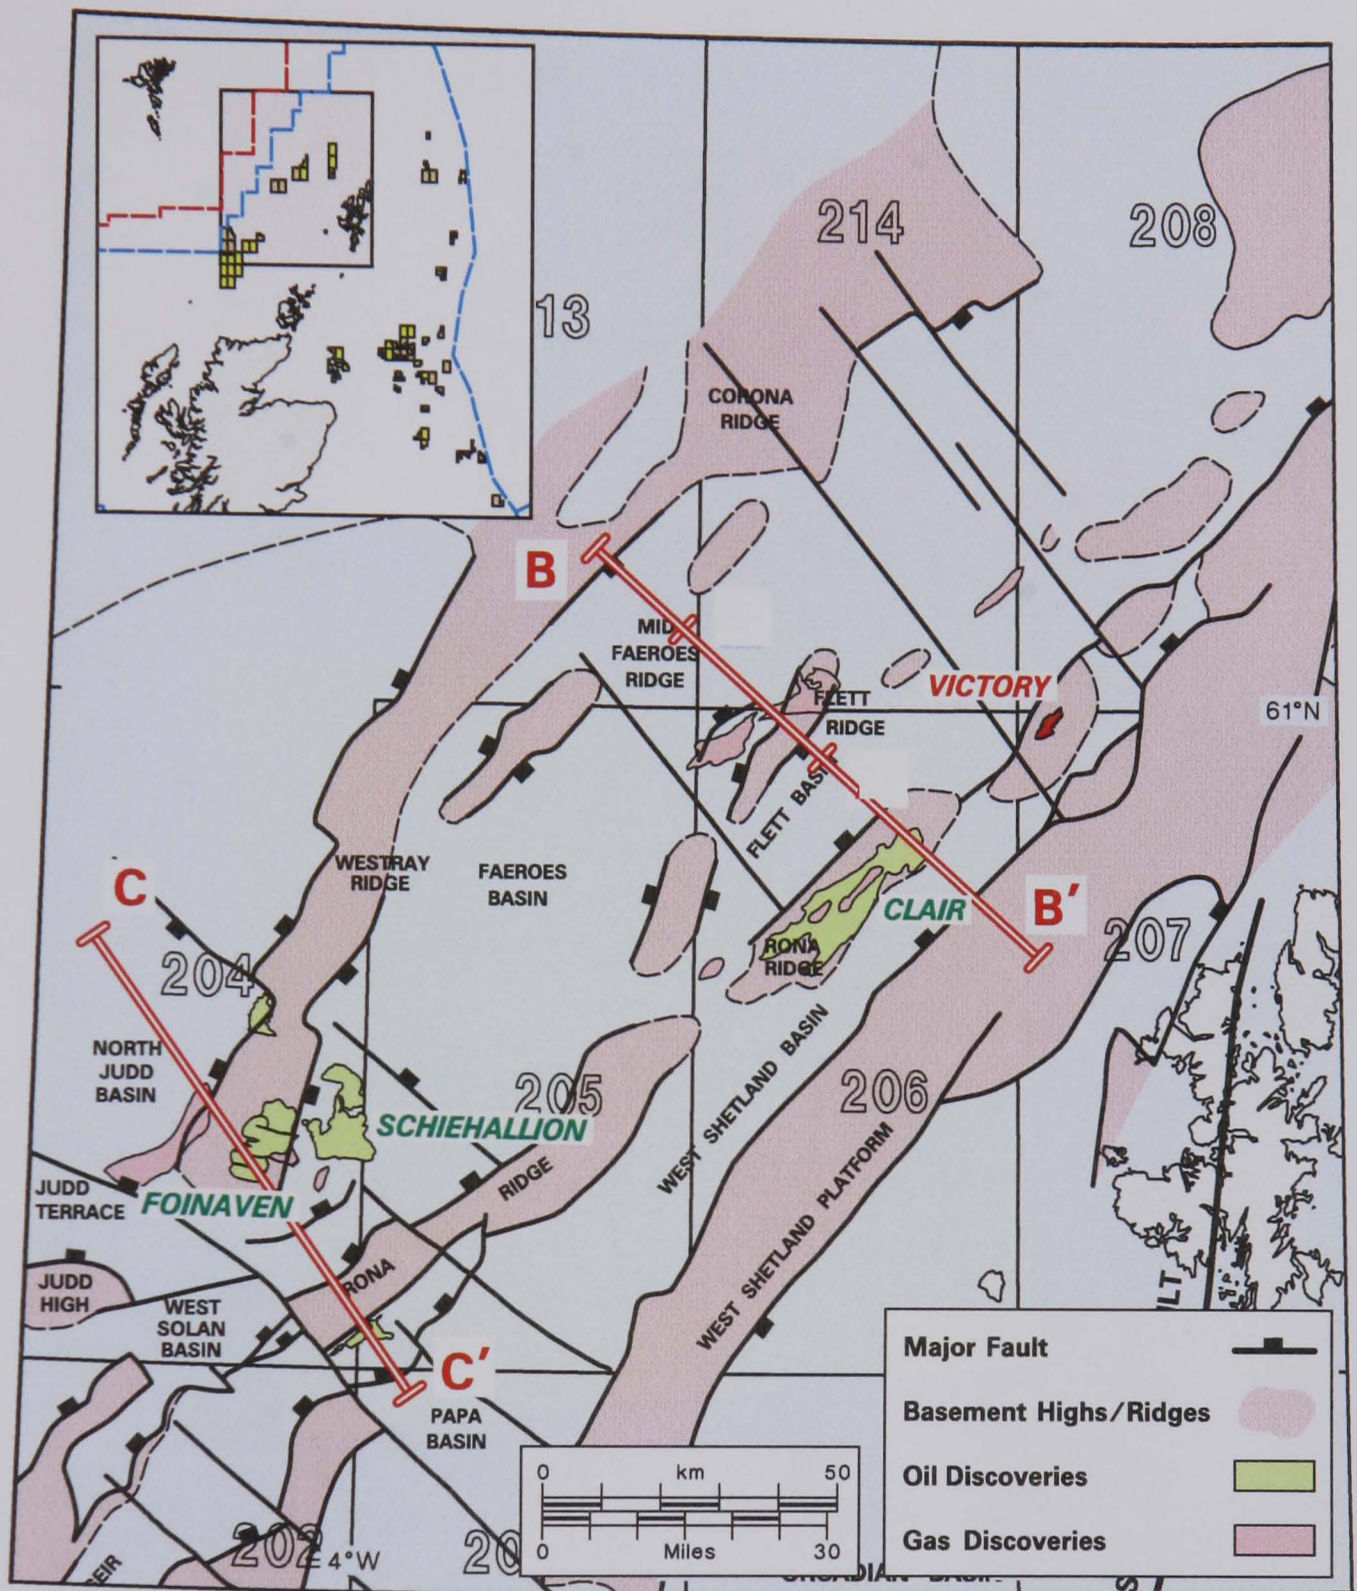 214
208
13
CORONA
RIDGE
B
MID
FAEROES
RIDGE
FLETT
RIDGE
VICTORY
61°N
FLETT BASIN
WESTRAY
RIDGE
FAEROES
BASIN
C
CLAIR
B′
RONA
RIDGE
207
204
NORTH
JUDD
BASIN
205
206
SCHIEHALLION
WEST SHETLAND BASIN
RIDGE
JUDD
TERRACE
FOINAVEN
WEST SHETLAND PLATFORM
JUDD
HIGH
RONA
WEST
SOLAN
BASIN
C′
PAPA
BASIN
ULT
Major Fault
Basement Highs/Ridges
Oil Discoveries
Gas Discoveries
0 km 50
0 Miles 30
202
4°W
20